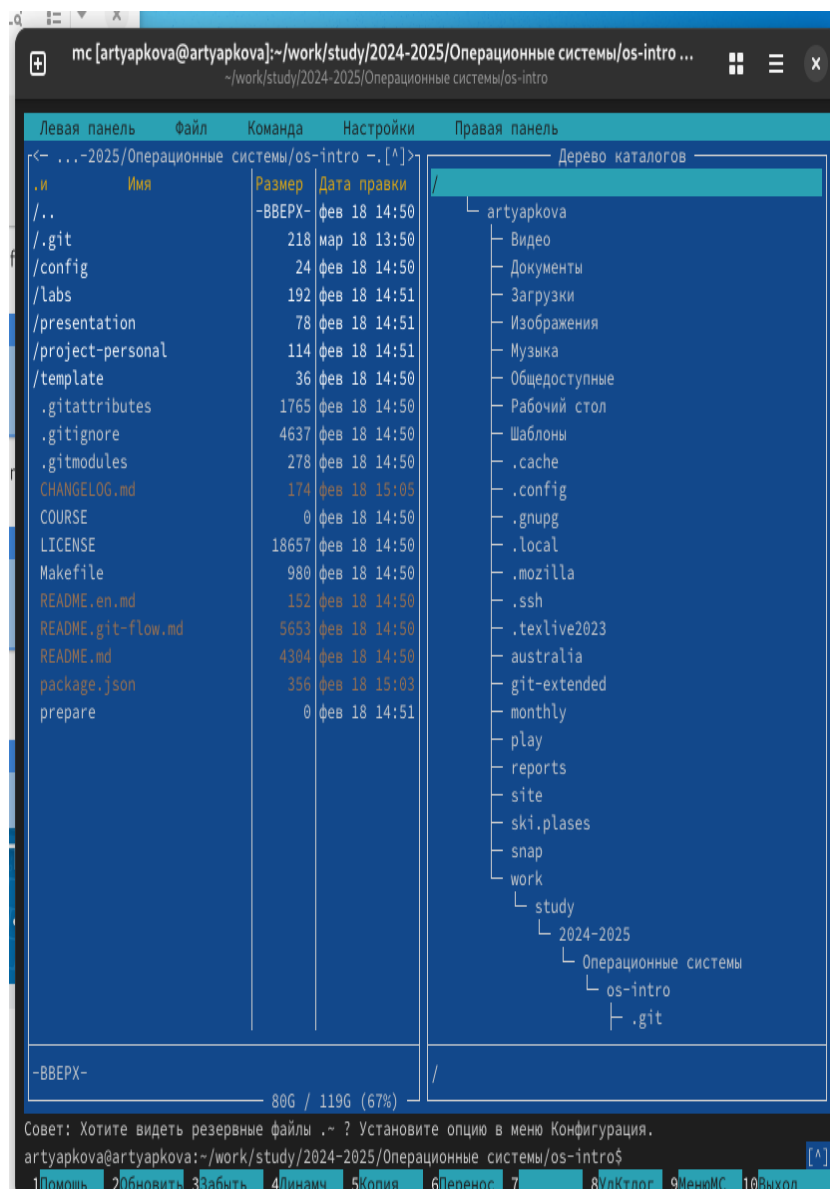 mc [artyapkova@artyapkova]:~/work/study/2024-2025/Операционные системы/os-intro ...
~/work/study/2024-2025/Операционные системы/os-intro
Левая панель Файл Команда Настройки Правая панель
<— ...-2025/Операционные системы/os-intro —.[^]>
.и Имя Размер Дата правки
/.. -ВВЕРХ- фев 18 14:50
/.git 218 мар 18 13:50
/config 24 фев 18 14:50
/labs 192 фев 18 14:51
/presentation 78 фев 18 14:51
/project-personal 114 фев 18 14:51
/template 36 фев 18 14:50
.gitattributes 1765 фев 18 14:50
.gitignore 4637 фев 18 14:50
.gitmodules 278 фев 18 14:50
CHANGELOG.md 174 фев 18 15:05
COURSE 0 фев 18 14:50
LICENSE 18657 фев 18 14:50
Makefile 980 фев 18 14:50
README.en.md 152 фев 18 14:50
README.git-flow.md 5653 фев 18 14:50
README.md 4304 фев 18 14:50
package.json 356 фев 18 15:03
prepare 0 фев 18 14:51
-ВВЕРХ-
80G / 119G (67%)
Дерево каталогов
/
artyapkova
Видео
Документы
Загрузки
Изображения
Музыка
Общедоступные
Рабочий стол
Шаблоны
.cache
.config
.gnupg
.local
.mozilla
.ssh
.texlive2023
australia
git-extended
monthly
play
reports
site
ski.plases
snap
work
study
2024-2025
Операционные системы
os-intro
.git
/
Совет: Хотите видеть резервные файлы .~ ? Установите опцию в меню Конфигурация.
artyapkova@artyapkova:~/work/study/2024-2025/Операционные системы/os-intro$ [^]
1Помощь 2Обновить 3Забыть 4Динамч 5Копия 6Перенос 7 8УдКтлог 9МенюМС 10Выход